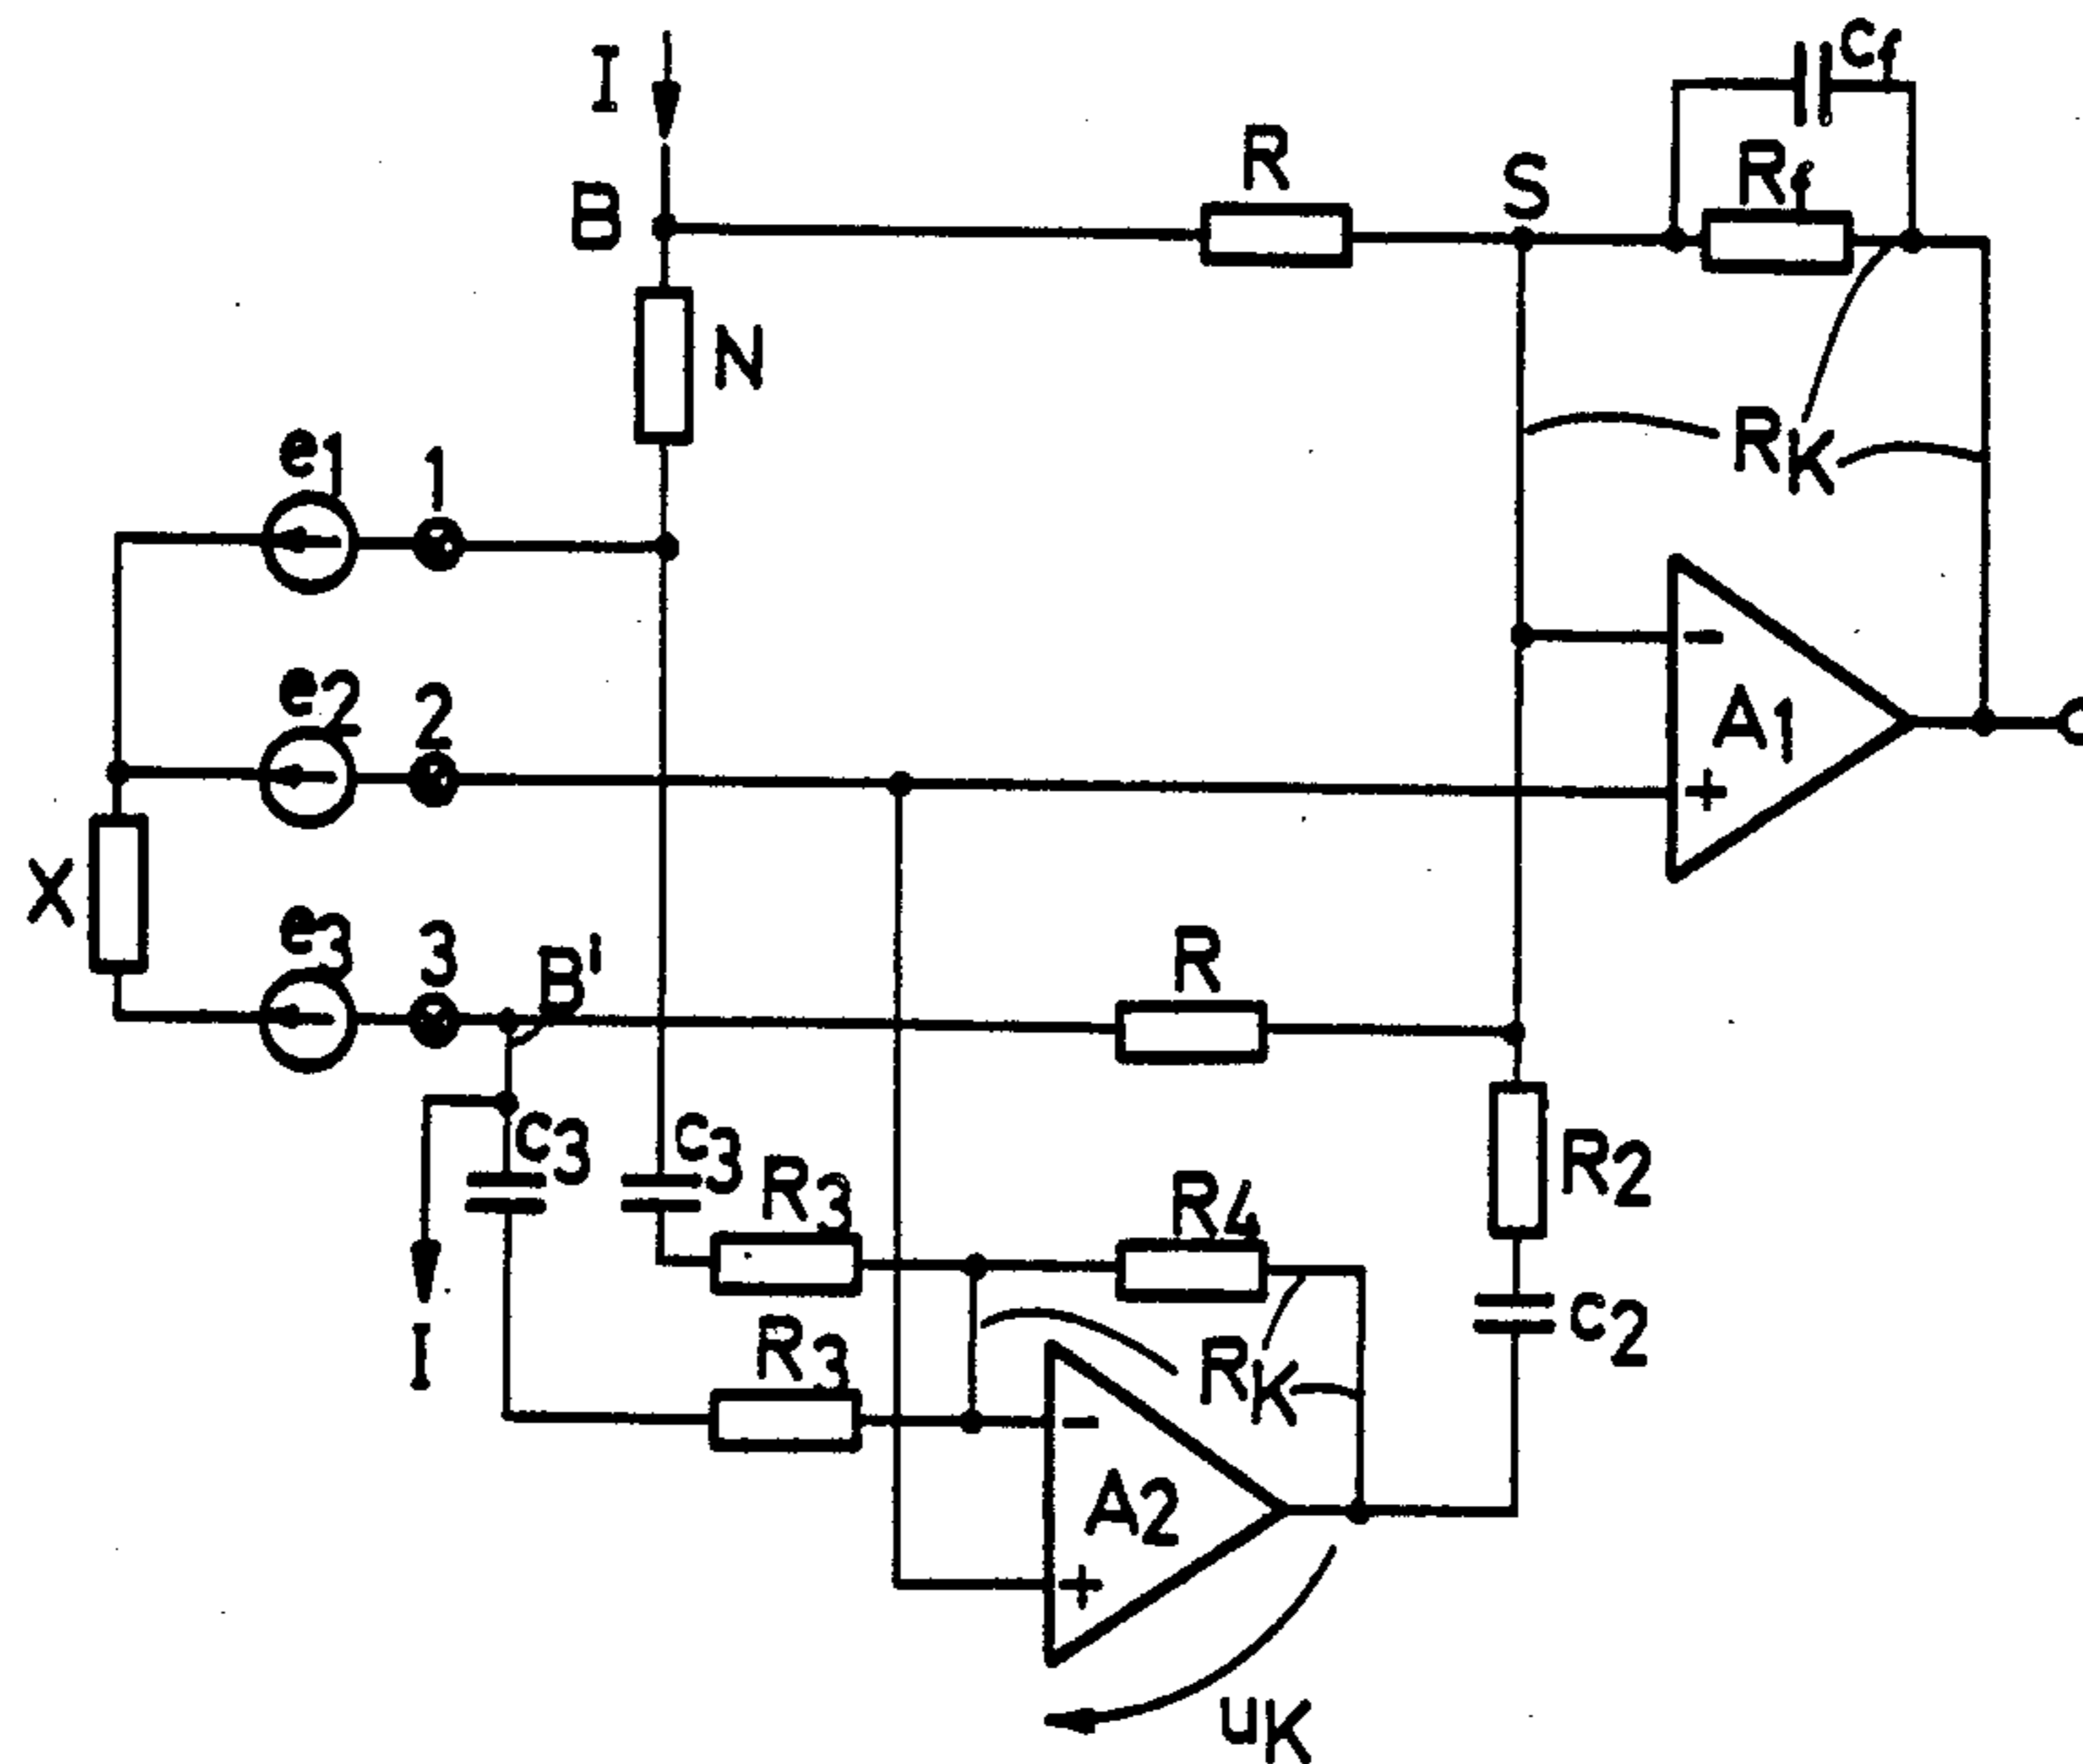 I
Cf
R
S
Rf
B
N
RK
e1
1
e2
2
-
A1
+
X
e3
3
B'
R
C3
C3
R3
R4
R2
C2
I
R3
RK
-
A2
+
uK